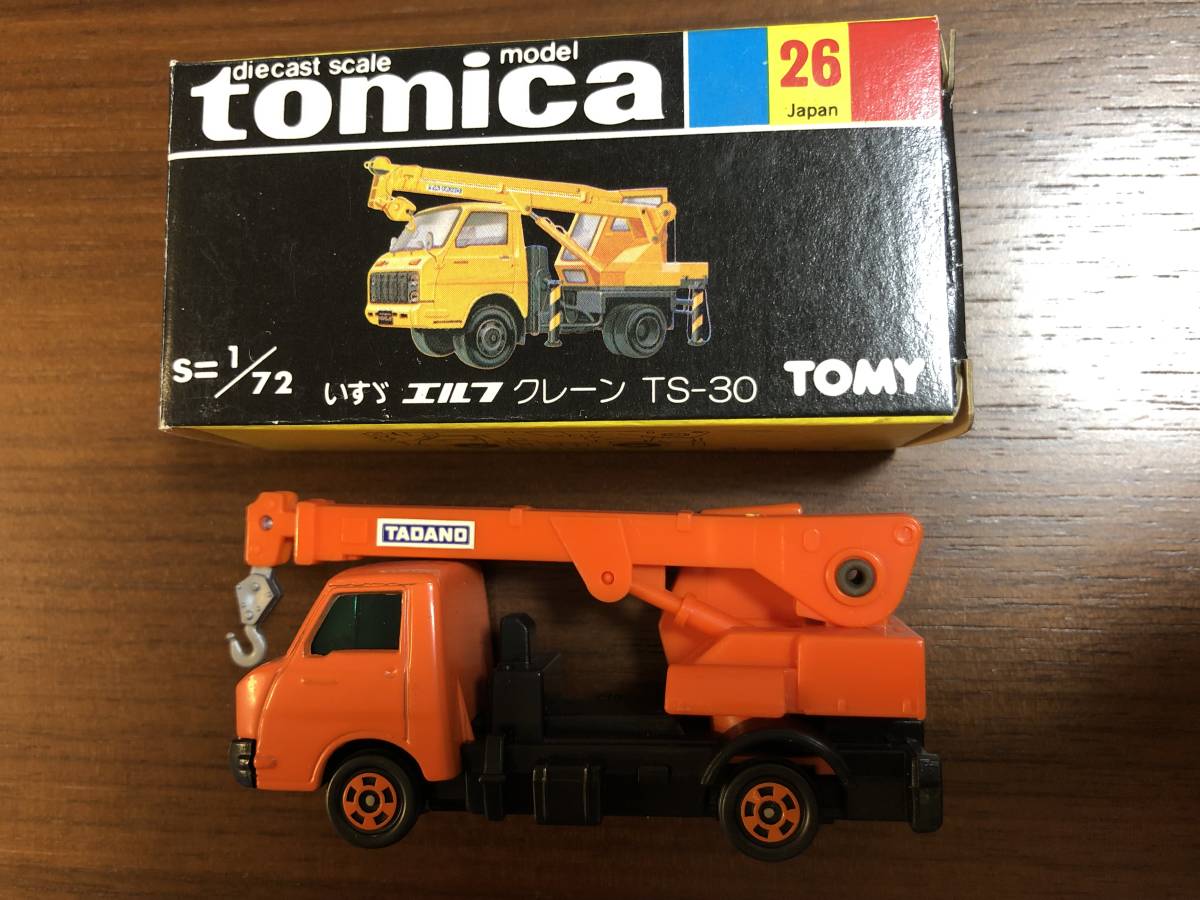 diecast scale model
tomica
26
Japan
S=1/72
いすゞ エルフ クレーン TS-30
TOMY
TADANO